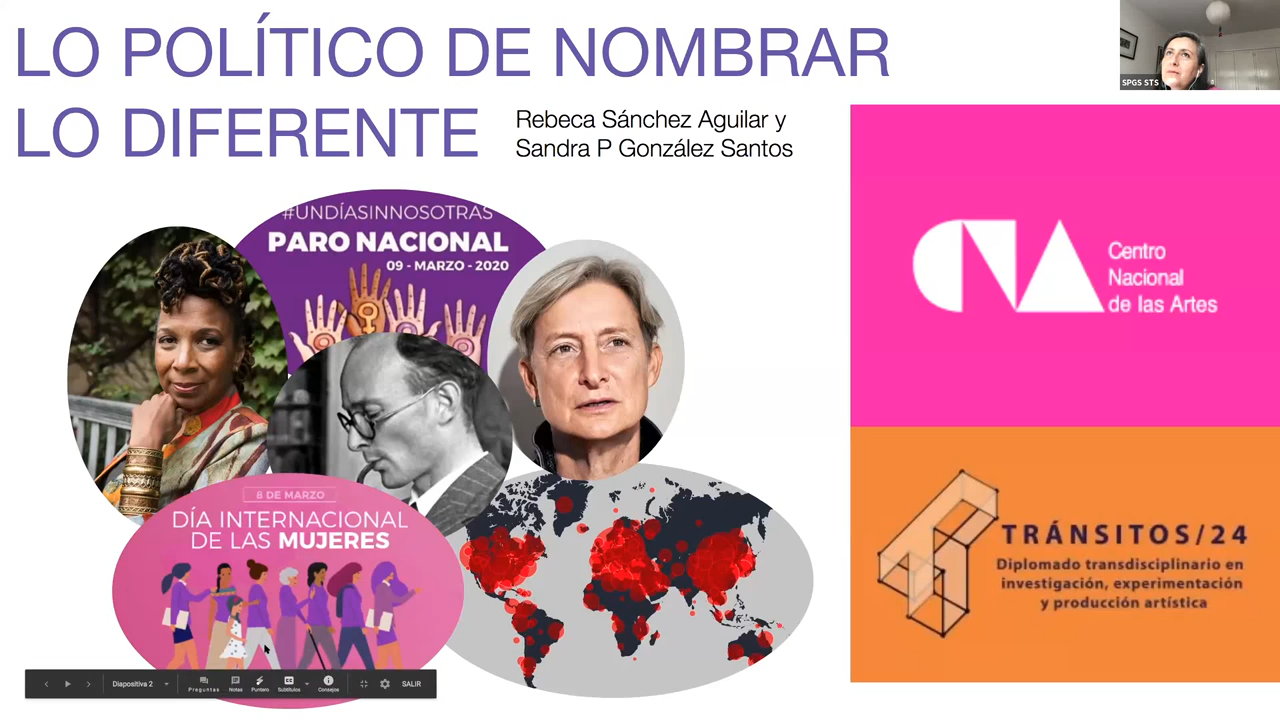 LO POLÍTICO DE NOMBRAR
LO DIFERENTE
Rebeca Sánchez Aguilar y
Sandra P González Santos
SPGS STS
#UNDÍASINNOSOTRAS
PARO NACIONAL
09 - MARZO - 2020
8 DE MARZO
DÍA INTERNACIONAL
DE LAS MUJERES
Centro
Nacional
de las Artes
TRÁNSITOS/24
Diplomado transdisciplinario en
investigación, experimentación
y producción artística
Diapositiva 2
Preguntas
Notas
Puntero
Subtítulos
Consejos
SALIR